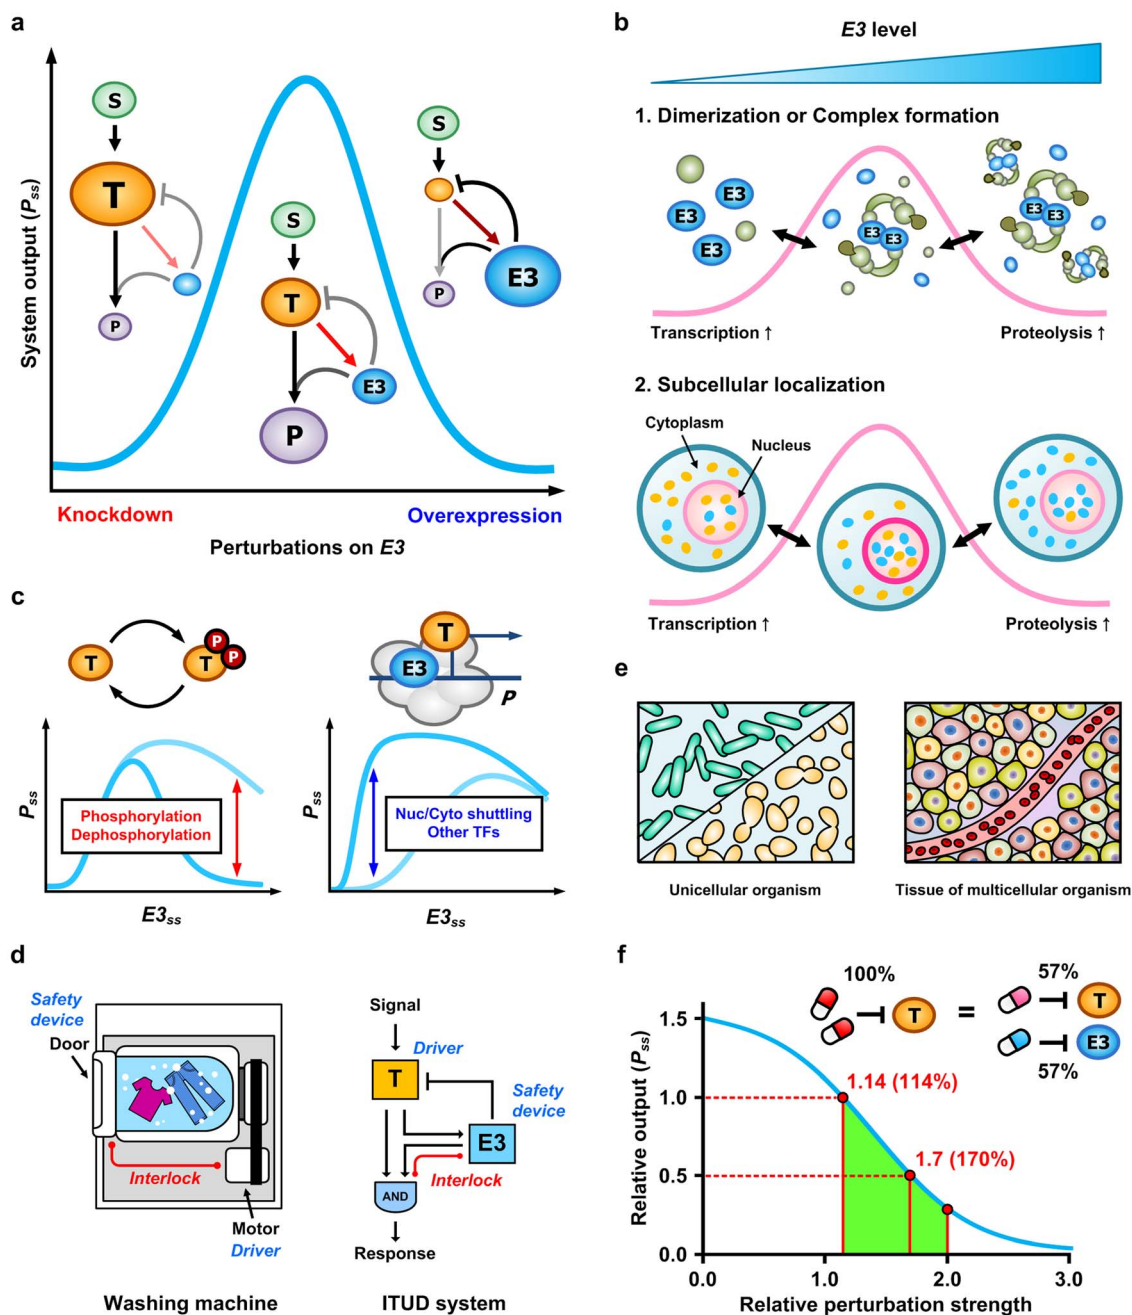 a
System output (Pss)
S
T
P
S
T
E3
P
S
E3
P
Knockdown
Overexpression
Perturbations on E3
b
E3 level
1. Dimerization or Complex formation
E3
E3
E3
E3
E3
E3
E3
Transcription ↑
Proteolysis ↑
2. Subcellular localization
Cytoplasm
Nucleus
Transcription ↑
Proteolysis ↑
c
T
T
P
P
Pss
Phosphorylation
Dephosphorylation
E3ss
T
E3
P
Pss
Nuc/Cyto shuttling
Other TFs
E3ss
d
Safety
device
Door
Interlock
Motor
Driver
Washing machine
Signal
Driver
T
Safety
device
E3
Interlock
AND
Response
ITUD system
e
Unicellular organism
Tissue of multicellular organism
f
100%
T
=
57%
T
E3
57%
Relative output (Pss)
1.5
1.0
0.5
0.0
1.14 (114%)
1.7 (170%)
0.0
1.0
2.0
3.0
Relative perturbation strength